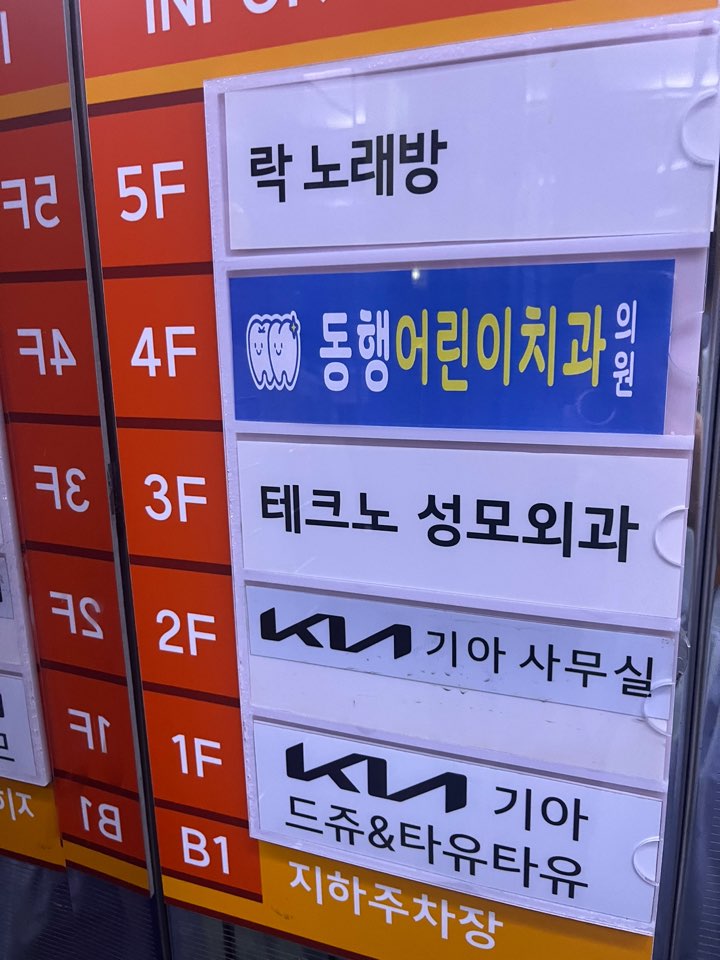 5F 락 노래방
4F 동행어린이치과의원
3F 테크노 성모외과
2F KIA 기아 사무실
1F KIA 기아
드쥬&타유타유
B1 지하주차장